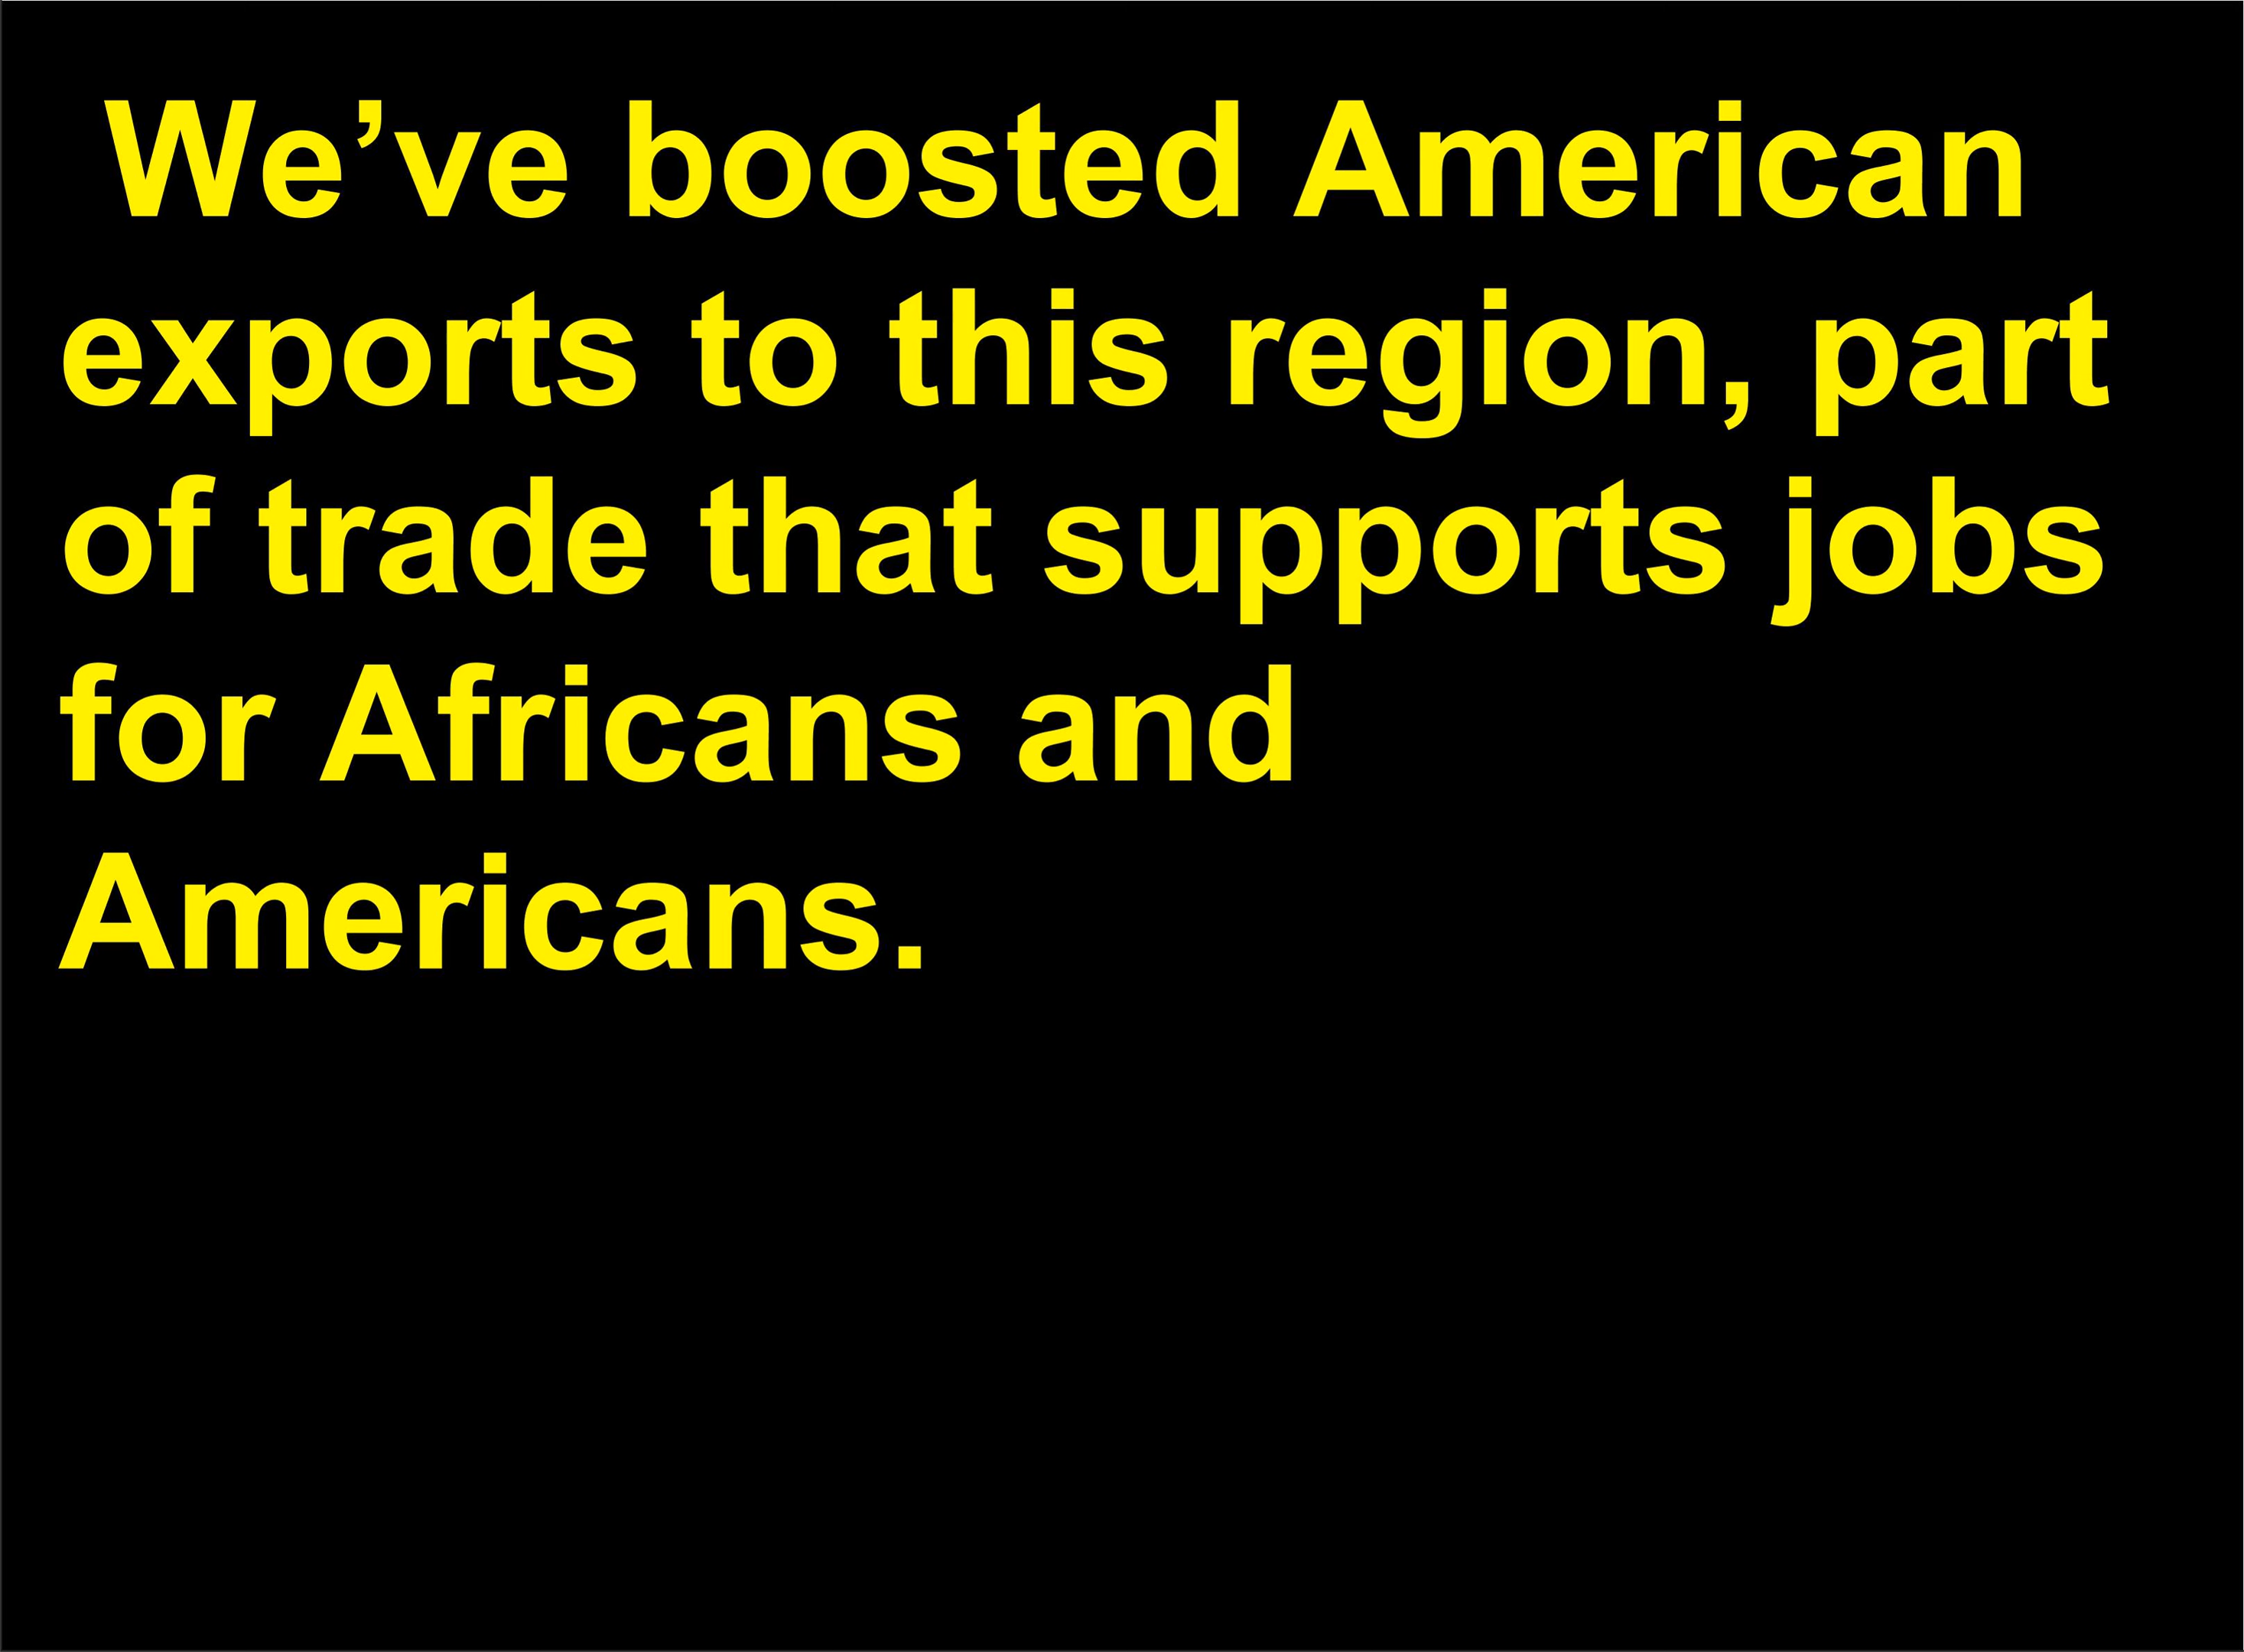 We’ve boosted American
exports to this region, part
of trade that supports jobs
for Africans and
Americans.